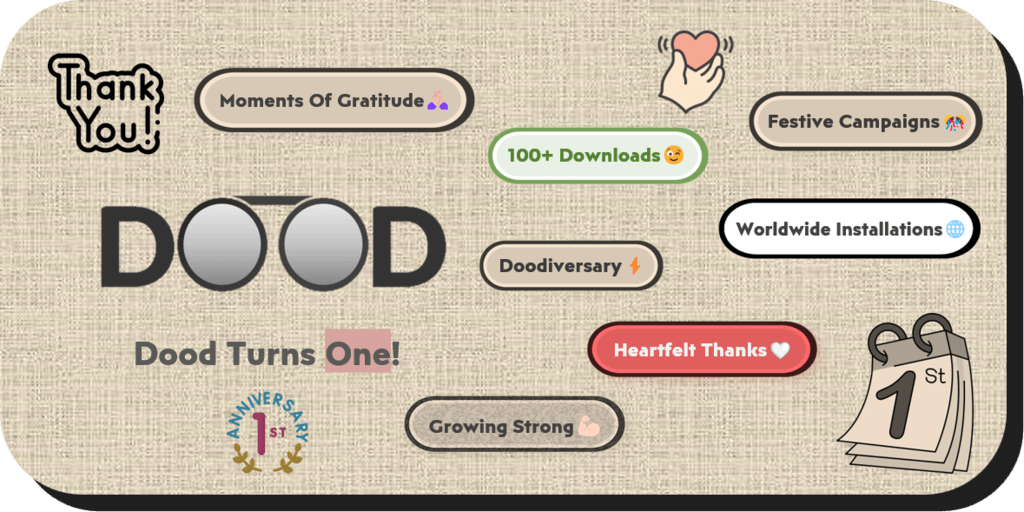 Thank
You!
Moments Of Gratitude
Festive Campaigns
100+ Downloads
Worldwide Installations
DOOD
Doodiversary
Dood Turns One!
Heartfelt Thanks
1St
ANNIVERSARY
1ST
Growing Strong